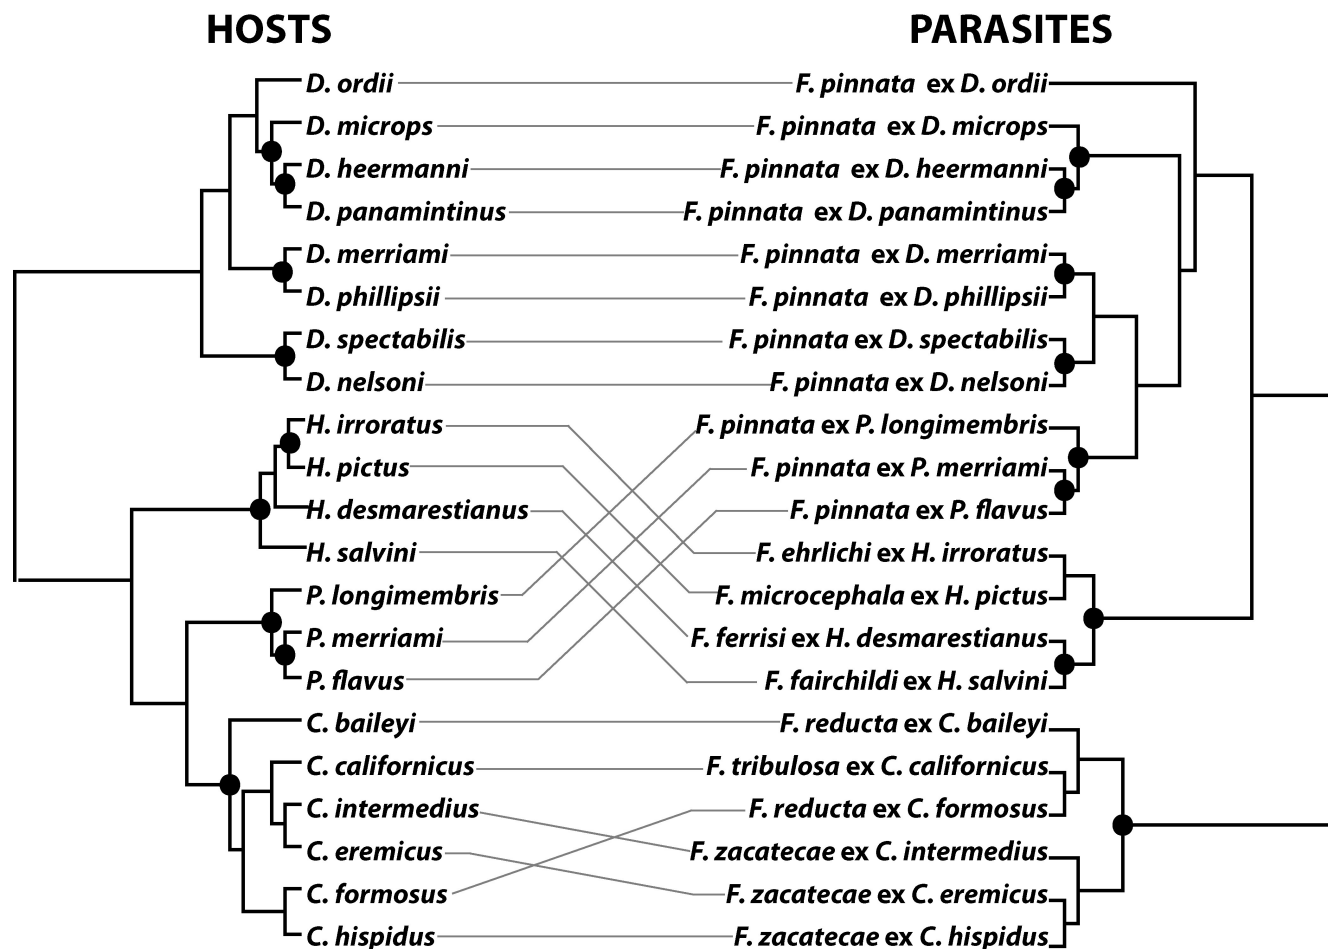 HOSTS PARASITES
D. ordii F. pinnata ex D. ordii
D. microps F. pinnata ex D. microps
D. heermanni F. pinnata ex D. heermanni
D. panamintinus F. pinnata ex D. panamintinus
D. merriami F. pinnata ex D. merriami
D. phillipsii F. pinnata ex D. phillipsii
D. spectabilis F. pinnata ex D. spectabilis
D. nelsoni F. pinnata ex D. nelsoni
H. irroratus F. pinnata ex P. longimembris
H. pictus F. pinnata ex P. merriami
H. desmarestianus F. pinnata ex P. flavus
H. salvini F. ehrlichi ex H. irroratus
P. longimembris F. microcephala ex H. pictus
P. merriami F. ferrisi ex H. desmarestianus
P. flavus F. fairchildi ex H. salvini
C. baileyi F. reducta ex C. baileyi
C. californicus F. tribulosa ex C. californicus
C. intermedius F. reducta ex C. formosus
C. eremicus F. zacatecae ex C. intermedius
C. formosus F. zacatecae ex C. eremicus
C. hispidus F. zacatecae ex C. hispidus